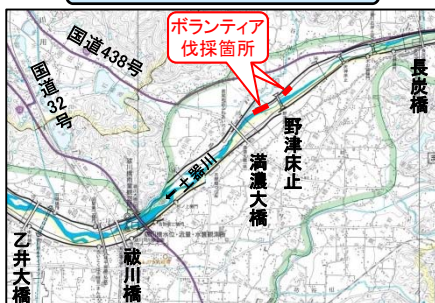 ボランティア
伐採箇所
国道438号
国道32号
長炭橋
野津床止
満濃大橋
土器川
祓川橋
乙井大橋